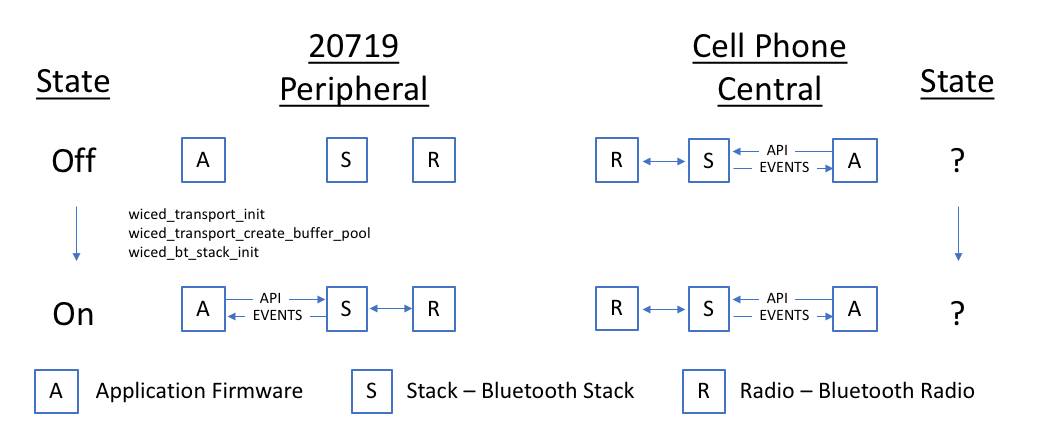 State
20719
Peripheral
Cell Phone
Central
State
Off
A
S
R
R
S
API
EVENTS
A
?
wiced_transport_init
wiced_transport_create_buffer_pool
wiced_bt_stack_init
On
A
API
EVENTS
S
R
R
S
API
EVENTS
A
?
A Application Firmware
S Stack – Bluetooth Stack
R Radio – Bluetooth Radio